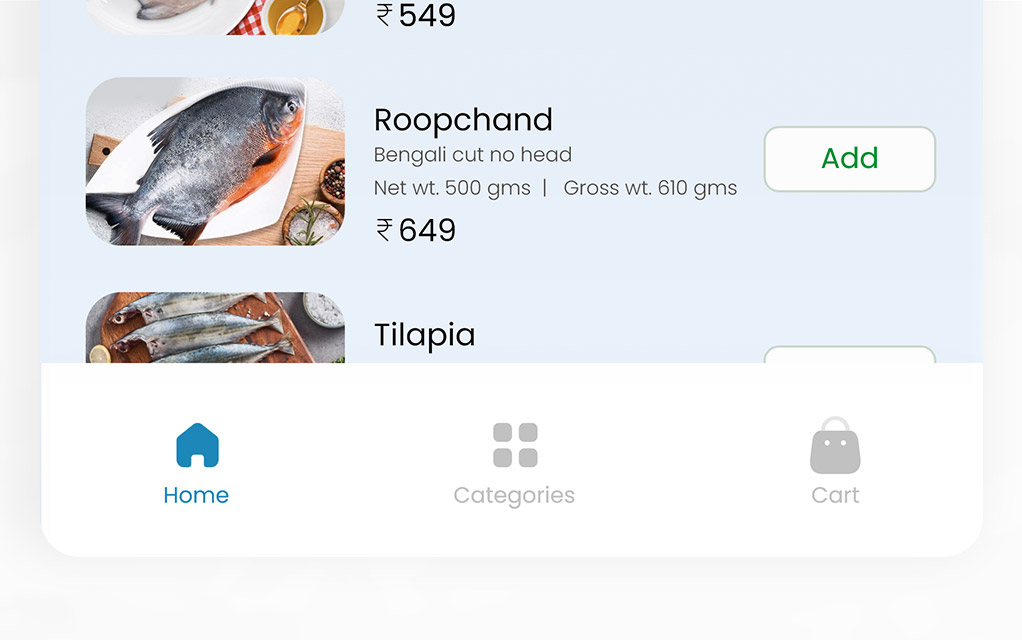 ₹ 549
Roopchand
Bengali cut no head
Net wt. 500 gms | Gross wt. 610 gms
Add
₹ 649
Tilapia
Home
Categories
Cart